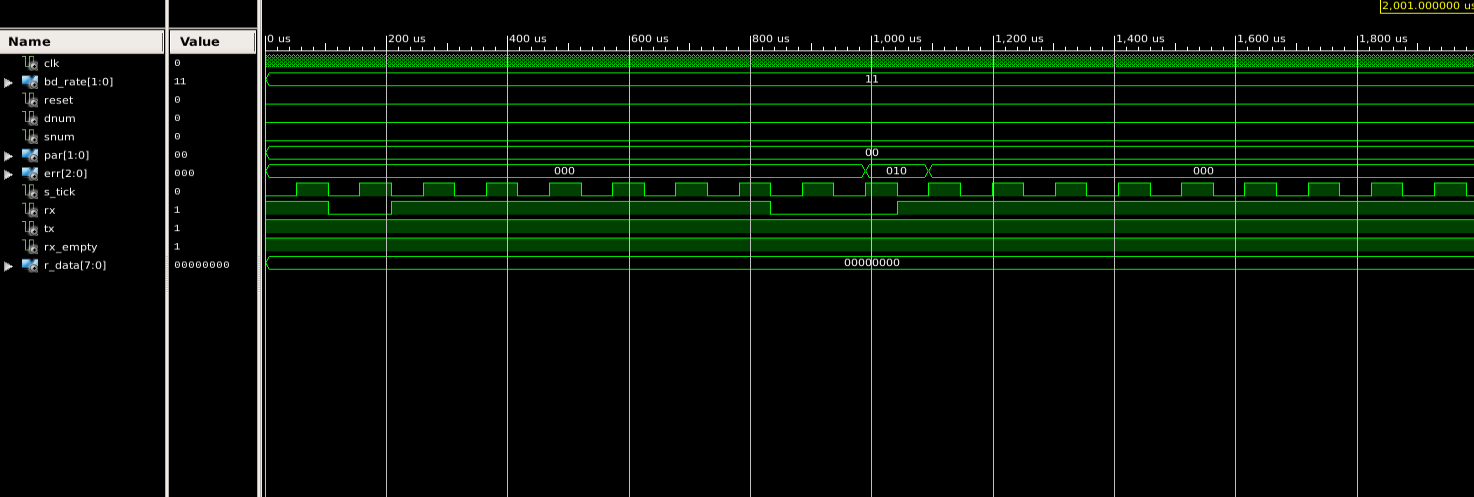 2,001.000000 us
Name Value 0 us 200 us 400 us 600 us 800 us 1,000 us 1,200 us 1,400 us 1,600 us 1,800 us
clk 0
bd_rate[1:0] 11 11
reset 0
dnum 0
snum 0
par[1:0] 00 00
err[2:0] 000 000 010 000
s_tick 0
rx 1
tx 1
rx_empty 1
r_data[7:0] 00000000 00000000